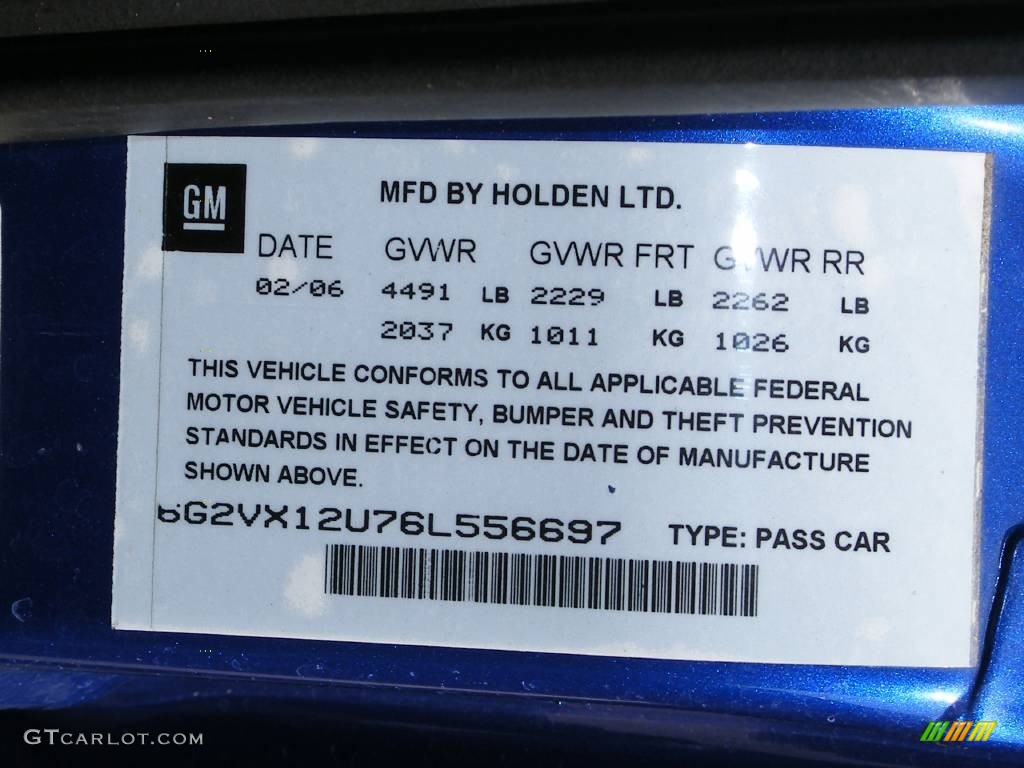 GM
MFD BY HOLDEN LTD.
DATE GVWR GVWR FRT GVWR RR
02/06 4491 LB 2229 LB 2262 LB
2037 KG 1011 KG 1026 KG
THIS VEHICLE CONFORMS TO ALL APPLICABLE FEDERAL
MOTOR VEHICLE SAFETY, BUMPER AND THEFT PREVENTION
STANDARDS IN EFFECT ON THE DATE OF MANUFACTURE
SHOWN ABOVE.
6G2VX12U76L556697 TYPE: PASS CAR
GTCARLOT.COM